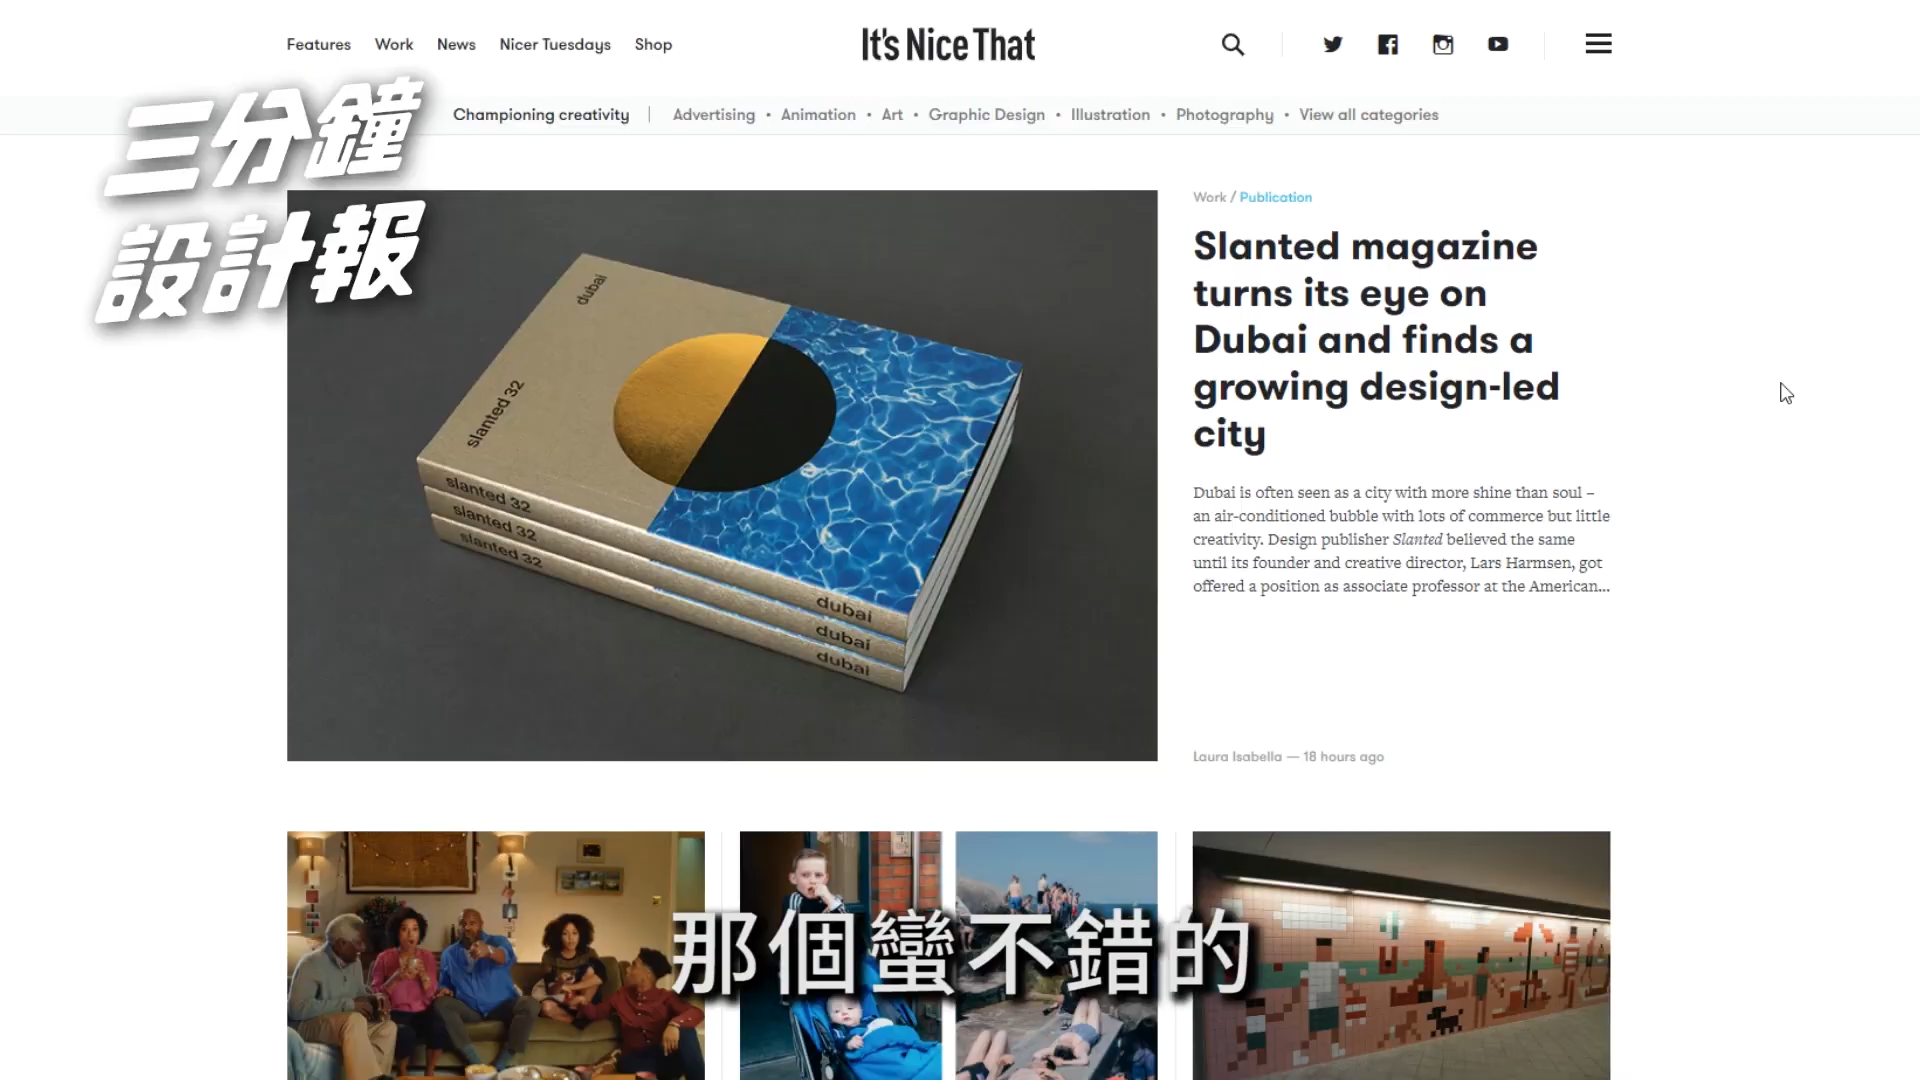 Features Work News Nicer Tuesdays Shop
It's Nice That
三分鐘
設計報
Championing creativity | Advertising • Animation • Art • Graphic Design • Illustration • Photography • View all categories
dubai
slanted 32
slanted 32
slanted 32
slanted 32
dubai
dubai
dubai
Work / Publication
Slanted magazine
turns its eye on
Dubai and finds a
growing design-led
city
Dubai is often seen as a city with more shine than soul –
an air-conditioned bubble with lots of commerce but little
creativity. Design publisher Slanted believed the same
until its founder and creative director, Lars Harmsen, got
offered a position as associate professor at the American...
Laura Isabella — 18 hours ago
那個蠻不錯的